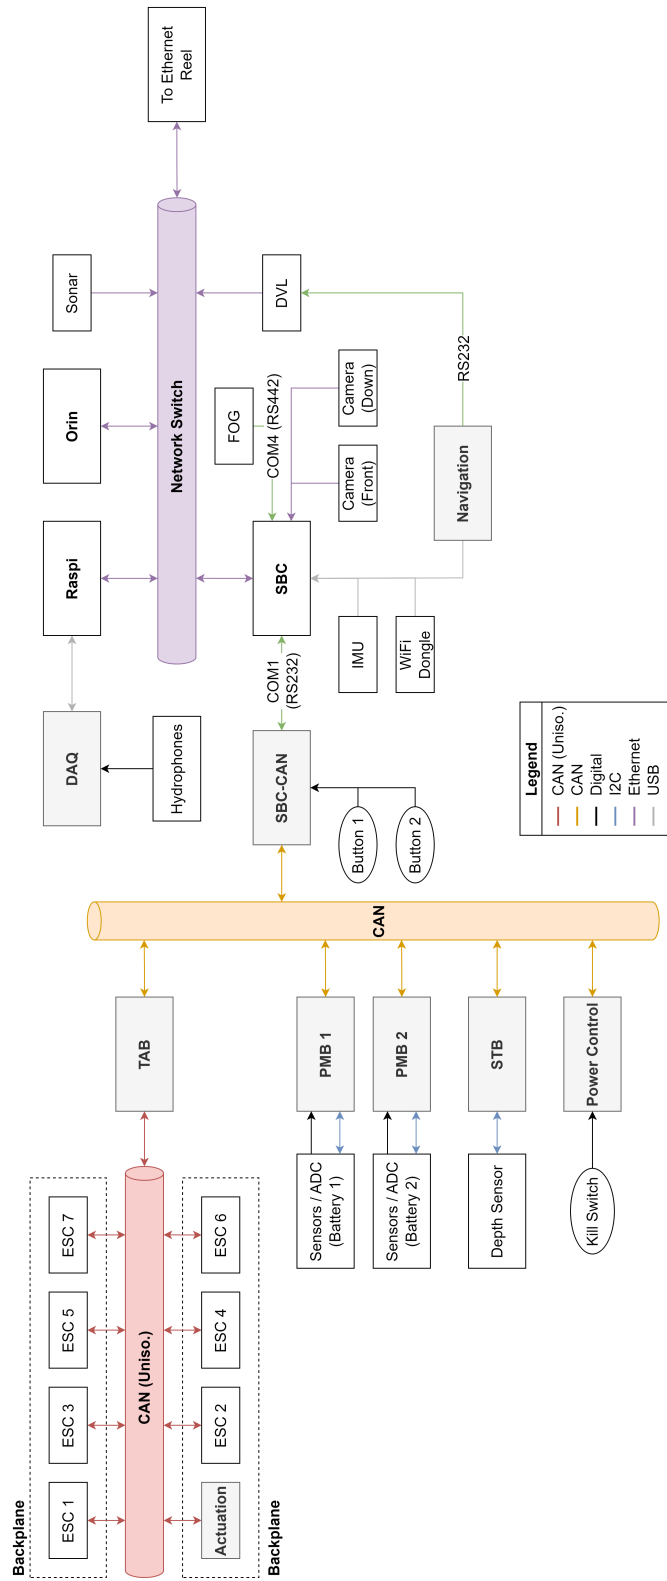 Backplane
ESC 1
ESC 3
ESC 5
ESC 7
CAN (Uniso.)
Actuation
ESC 2
ESC 4
ESC 6
Backplane
TAB
Sensors / ADC
(Battery 1)
PMB 1
Sensors / ADC
(Battery 2)
PMB 2
Depth Sensor
STB
Kill Switch
Power Control
CAN
DAQ
Hydrophones
SBC-CAN
Button 1
Button 2
COM1
(RS232)
Raspi
Orin
Sonar
Network Switch
To Ethernet
Reel
SBC
FOG
COM4 (RS442)
DVL
IMU
WiFi
Dongle
Camera
(Front)
Camera
(Down)
Navigation
RS232
Legend
CAN (Uniso.)
CAN
Digital
I2C
Ethernet
USB